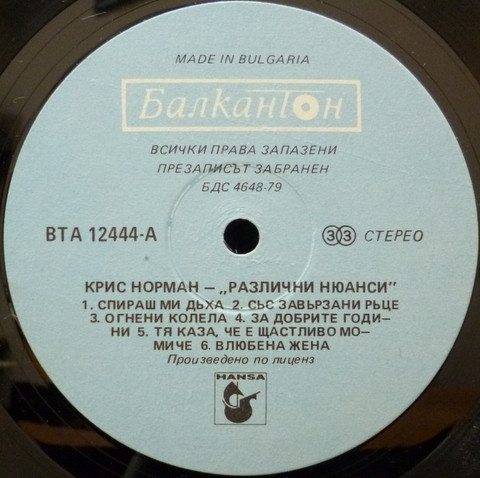 MADE IN BULGARIA
Балкантон
ВСИЧКИ ПРАВА ЗАПАЗЕНИ
ПРЕЗАПИСЪТ ЗАБРАНЕН
БДС 4648-79
ВТА 12444-А
33 СТЕРЕО
КРИС НОРМАН – „РАЗЛИЧНИ НЮАНСИ"
1. СПИРАШ МИ ДЪХА 2. СЪС ЗАВЪРЗАНИ РЪЦЕ
3. ОГНЕНИ КОЛЕЛА 4. ЗА ДОБРИТЕ ГОДИ–
НИ 5. ТЯ КАЗА, ЧЕ Е ЩАСТЛИВО МО–
МИЧЕ 6. ВЛЮБЕНА ЖЕНА
Произведено по лиценз
HANSA